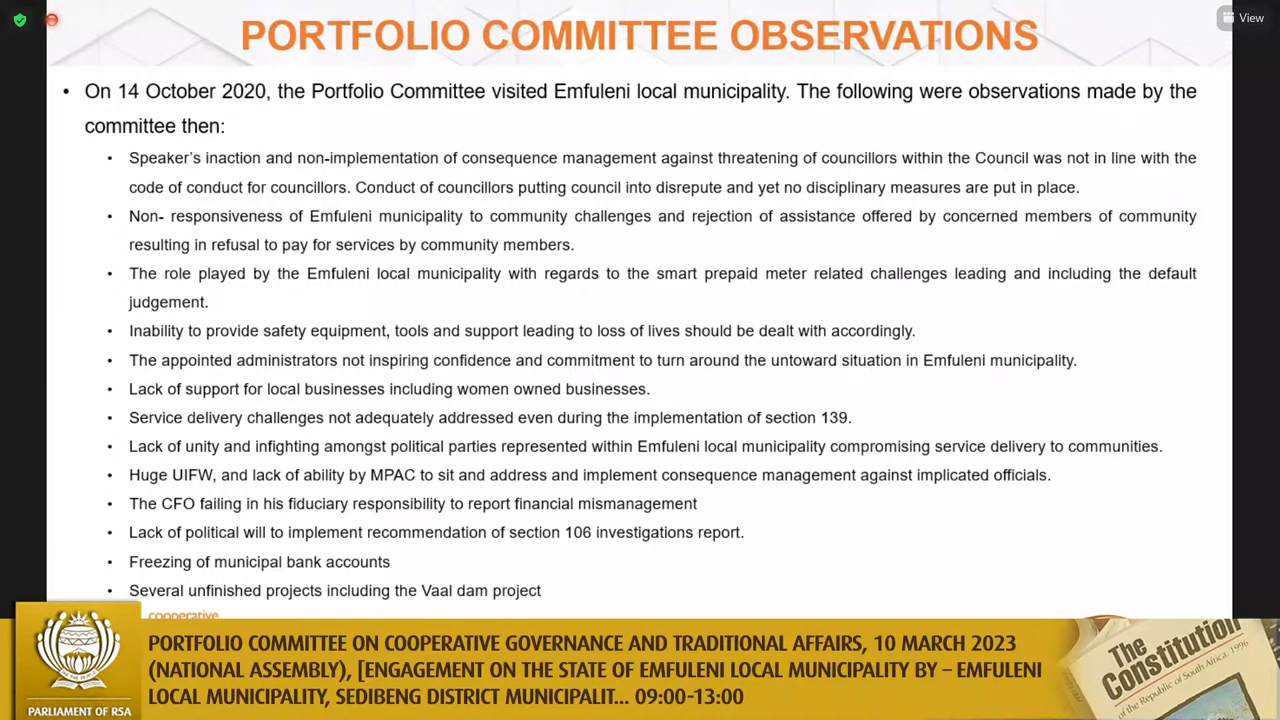 View
PORTFOLIO COMMITTEE OBSERVATIONS
• On 14 October 2020, the Portfolio Committee visited Emfuleni local municipality. The following were observations made by the
committee then:
• Speaker's inaction and non-implementation of consequence management against threatening of councillors within the Council was not in line with the
code of conduct for councillors. Conduct of councillors putting council into disrepute and yet no disciplinary measures are put in place.
• Non- responsiveness of Emfuleni municipality to community challenges and rejection of assistance offered by concerned members of community
resulting in refusal to pay for services by community members.
• The role played by the Emfuleni local municipality with regards to the smart prepaid meter related challenges leading and including the default
judgement.
• Inability to provide safety equipment, tools and support leading to loss of lives should be dealt with accordingly.
• The appointed administrators not inspiring confidence and commitment to turn around the untoward situation in Emfuleni municipality.
• Lack of support for local businesses including women owned businesses.
• Service delivery challenges not adequately addressed even during the implementation of section 139.
• Lack of unity and infighting amongst political parties represented within Emfuleni local municipality compromising service delivery to communities.
• Huge UIFW, and lack of ability by MPAC to sit and address and implement consequence management against implicated officials.
• The CFO failing in his fiduciary responsibility to report financial mismanagement
• Lack of political will to implement recommendation of section 106 investigations report.
• Freezing of municipal bank accounts
• Several unfinished projects including the Vaal dam project
cooperative
PORTFOLIO COMMITTEE ON COOPERATIVE GOVERNANCE AND TRADITIONAL AFFAIRS, 10 MARCH 2023
(NATIONAL ASSEMBLY), [ENGAGEMENT ON THE STATE OF EMFULENI LOCAL MUNICIPALITY BY – EMFULENI
LOCAL MUNICIPALITY, SEDIBENG DISTRICT MUNICIPALIT... 09:00-13:00
PARLIAMENT OF RSA
The
Constitution
of the Republic of South Africa, 1996